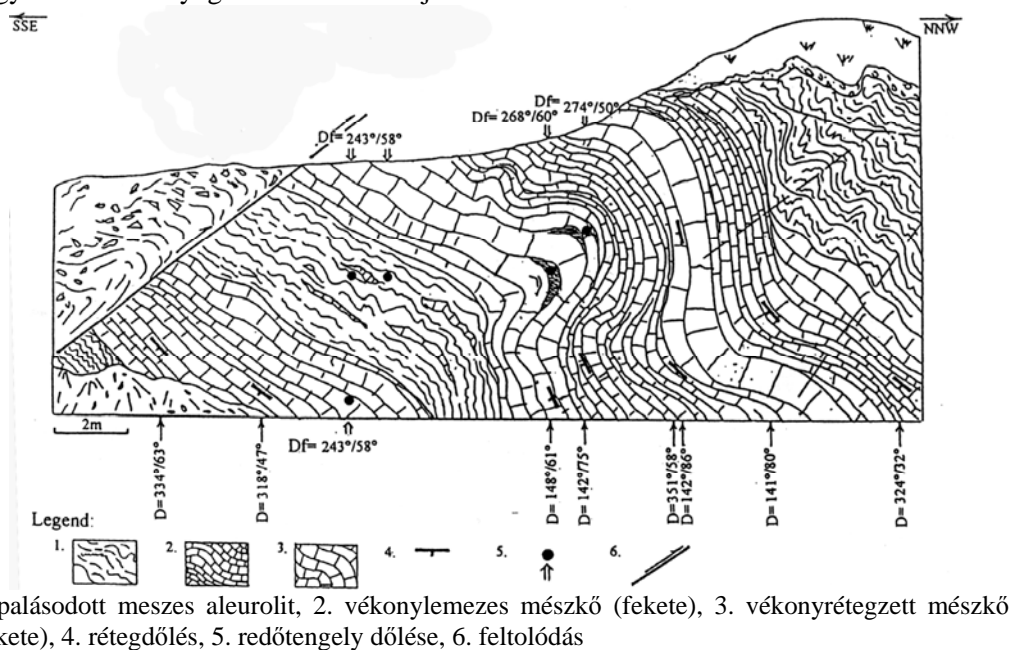 SSE
NNW
Df= 274°/50°
Df= 268°/60°
Df= 243°/58°
2m
Df= 243°/58°
D= 334°/63°
D= 318°/47°
D= 148°/61°
D= 142°/75°
D=351°/58°
D=142°/86°
D= 141°/80°
D= 324°/32°
Legend:
1. 2. 3. 4. 5. 6.
palásodott meszes aleurolit, 2. vékonylemezes mészkő (fekete), 3. vékonyrétegzett mészkő
kete), 4. rétegdőlés, 5. redőtengely dőlése, 6. feltolódás